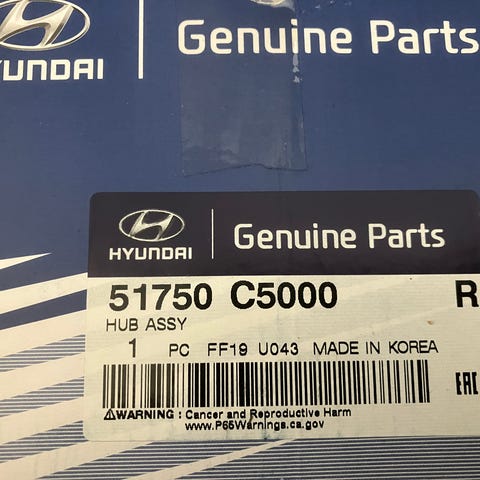 HYUNDAI
Genuine Parts
HYUNDAI
Genuine Parts
51750 C5000 R
HUB ASSY
1 PC FF19 U043 MADE IN KOREA
EAC
WARNING : Cancer and Reproductive Harm
www.P65Warnings.ca.gov